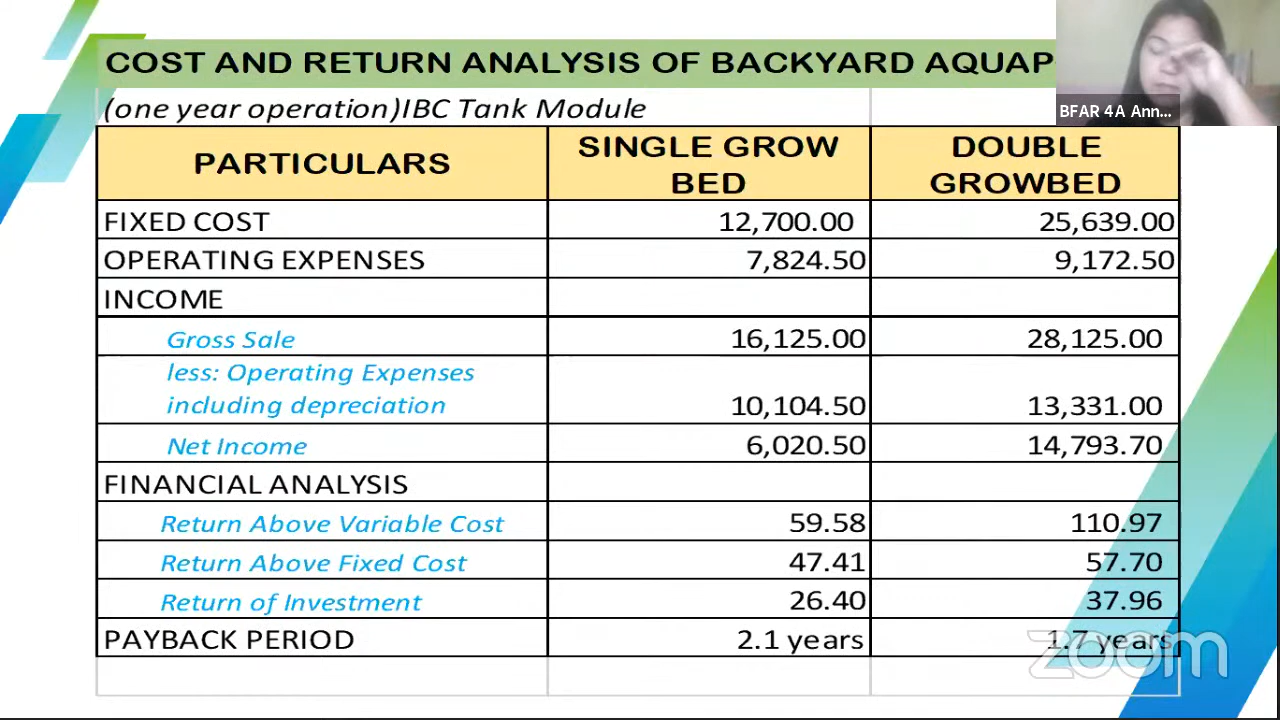 COST AND RETURN ANALYSIS OF BACKYARD
BFAR 4A Ann...
(one year operation)IBC Tank Module
PARTICULARS SINGLE GROW BED DOUBLE GROWBED
FIXED COST 12,700.00 25,639.00
OPERATING EXPENSES 7,824.50 9,172.50
INCOME
Gross Sale 16,125.00 28,125.00
less: Operating Expenses
including depreciation 10,104.50 13,331.00
Net Income 6,020.50 14,793.70
FINANCIAL ANALYSIS
Return Above Variable Cost 59.58 110.97
Return Above Fixed Cost 47.41 57.70
Return of Investment 26.40 37.96
PAYBACK PERIOD 2.1 years 1.7 years
zoom